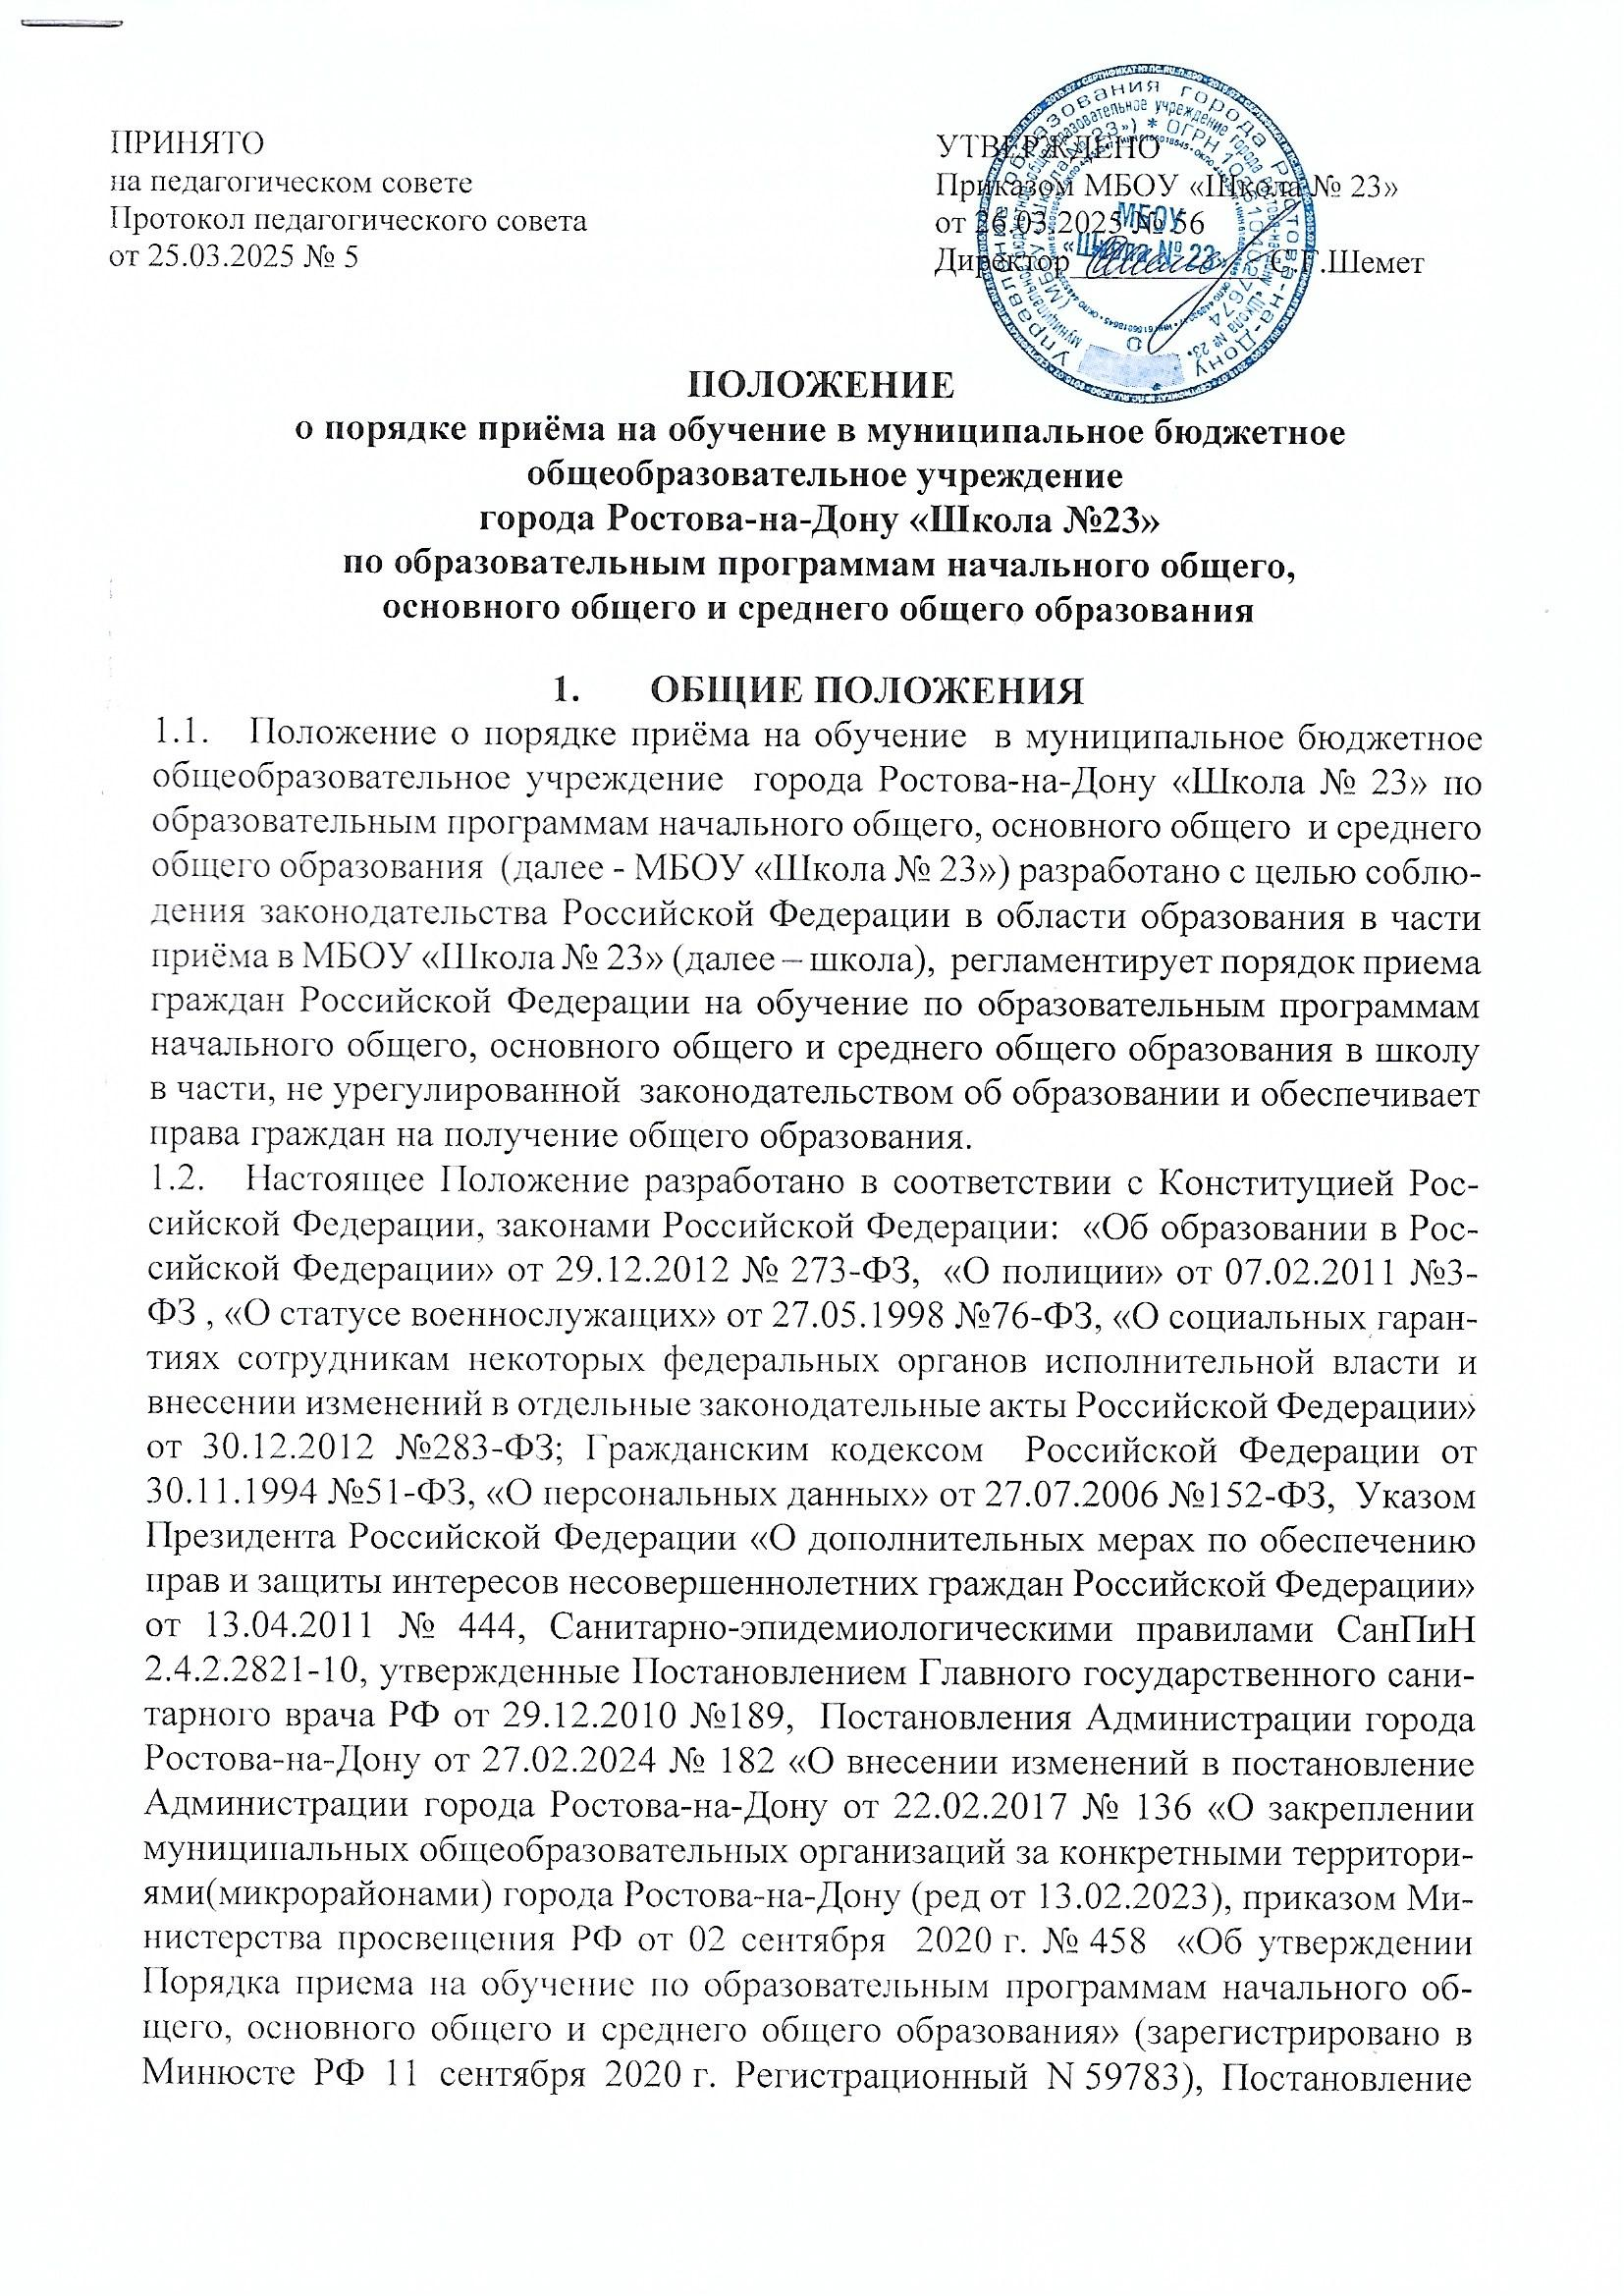 ПРИНЯТО
на педагогическом совете
Протокол педагогического совета
от 25.03.2025 № 5
УТВЕРЖДЕНО
Приказом МБОУ «Школа № 23»
от 26.03.2025 № 56
Директор С.Г.Шемет
МБОУ
«Школа № 23»
ПОЛОЖЕНИЕ
о порядке приёма на обучение в муниципальное бюджетное
общеобразовательное учреждение
города Ростова-на-Дону «Школа №23»
по образовательным программам начального общего,
основного общего и среднего общего образования
1. ОБЩИЕ ПОЛОЖЕНИЯ
1.1. Положение о порядке приёма на обучение в муниципальное бюджетное
общеобразовательное учреждение города Ростова-на-Дону «Школа № 23» по
образовательным программам начального общего, основного общего и среднего
общего образования (далее - МБОУ «Школа № 23») разработано с целью соблю-
дения законодательства Российской Федерации в области образования в части
приёма в МБОУ «Школа № 23» (далее – школа), регламентирует порядок приема
граждан Российской Федерации на обучение по образовательным программам
начального общего, основного общего и среднего общего образования в школу
в части, не урегулированной законодательством об образовании и обеспечивает
права граждан на получение общего образования.
1.2. Настоящее Положение разработано в соответствии с Конституцией Рос-
сийской Федерации, законами Российской Федерации: «Об образовании в Рос-
сийской Федерации» от 29.12.2012 № 273-ФЗ, «О полиции» от 07.02.2011 №3-
ФЗ , «О статусе военнослужащих» от 27.05.1998 №76-ФЗ, «О социальных гаран-
тиях сотрудникам некоторых федеральных органов исполнительной власти и
внесении изменений в отдельные законодательные акты Российской Федерации»
от 30.12.2012 №283-ФЗ; Гражданским кодексом Российской Федерации от
30.11.1994 №51-ФЗ, «О персональных данных» от 27.07.2006 №152-ФЗ, Указом
Президента Российской Федерации «О дополнительных мерах по обеспечению
прав и защиты интересов несовершеннолетних граждан Российской Федерации»
от 13.04.2011 № 444, Санитарно-эпидемиологическими правилами СанПиН
2.4.2.2821-10, утвержденные Постановлением Главного государственного сани-
тарного врача РФ от 29.12.2010 №189, Постановления Администрации города
Ростова-на-Дону от 27.02.2024 № 182 «О внесении изменений в постановление
Администрации города Ростова-на-Дону от 22.02.2017 № 136 «О закреплении
муниципальных общеобразовательных организаций за конкретными территори-
ями(микрорайонами) города Ростова-на-Дону (ред от 13.02.2023), приказом Ми-
нистерства просвещения РФ от 02 сентября 2020 г. № 458 «Об утверждении
Порядка приема на обучение по образовательным программам начального об-
щего, основного общего и среднего общего образования» (зарегистрировано в
Минюсте РФ 11 сентября 2020 г. Регистрационный N 59783), Постановление